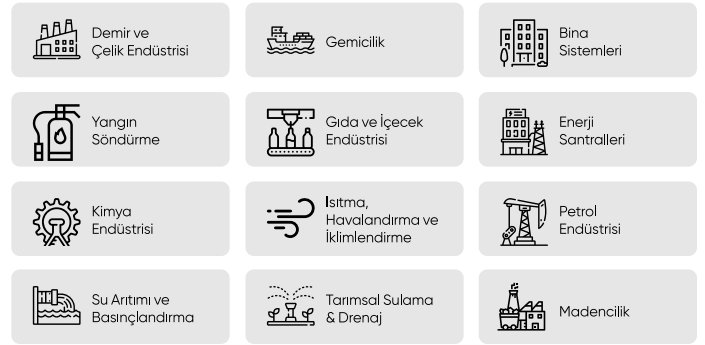 Demir ve
Çelik Endüstrisi
Gemicilik
Bina
Sistemleri
Yangın
Söndürme
Gıda ve İçecek
Endüstrisi
Enerji
Santralleri
Kimya
Endüstrisi
Isıtma,
Havalandırma ve
İklimlendirme
Petrol
Endüstrisi
Su Arıtımı ve
Basınçlandırma
Tarımsal Sulama
& Drenaj
Madencilik